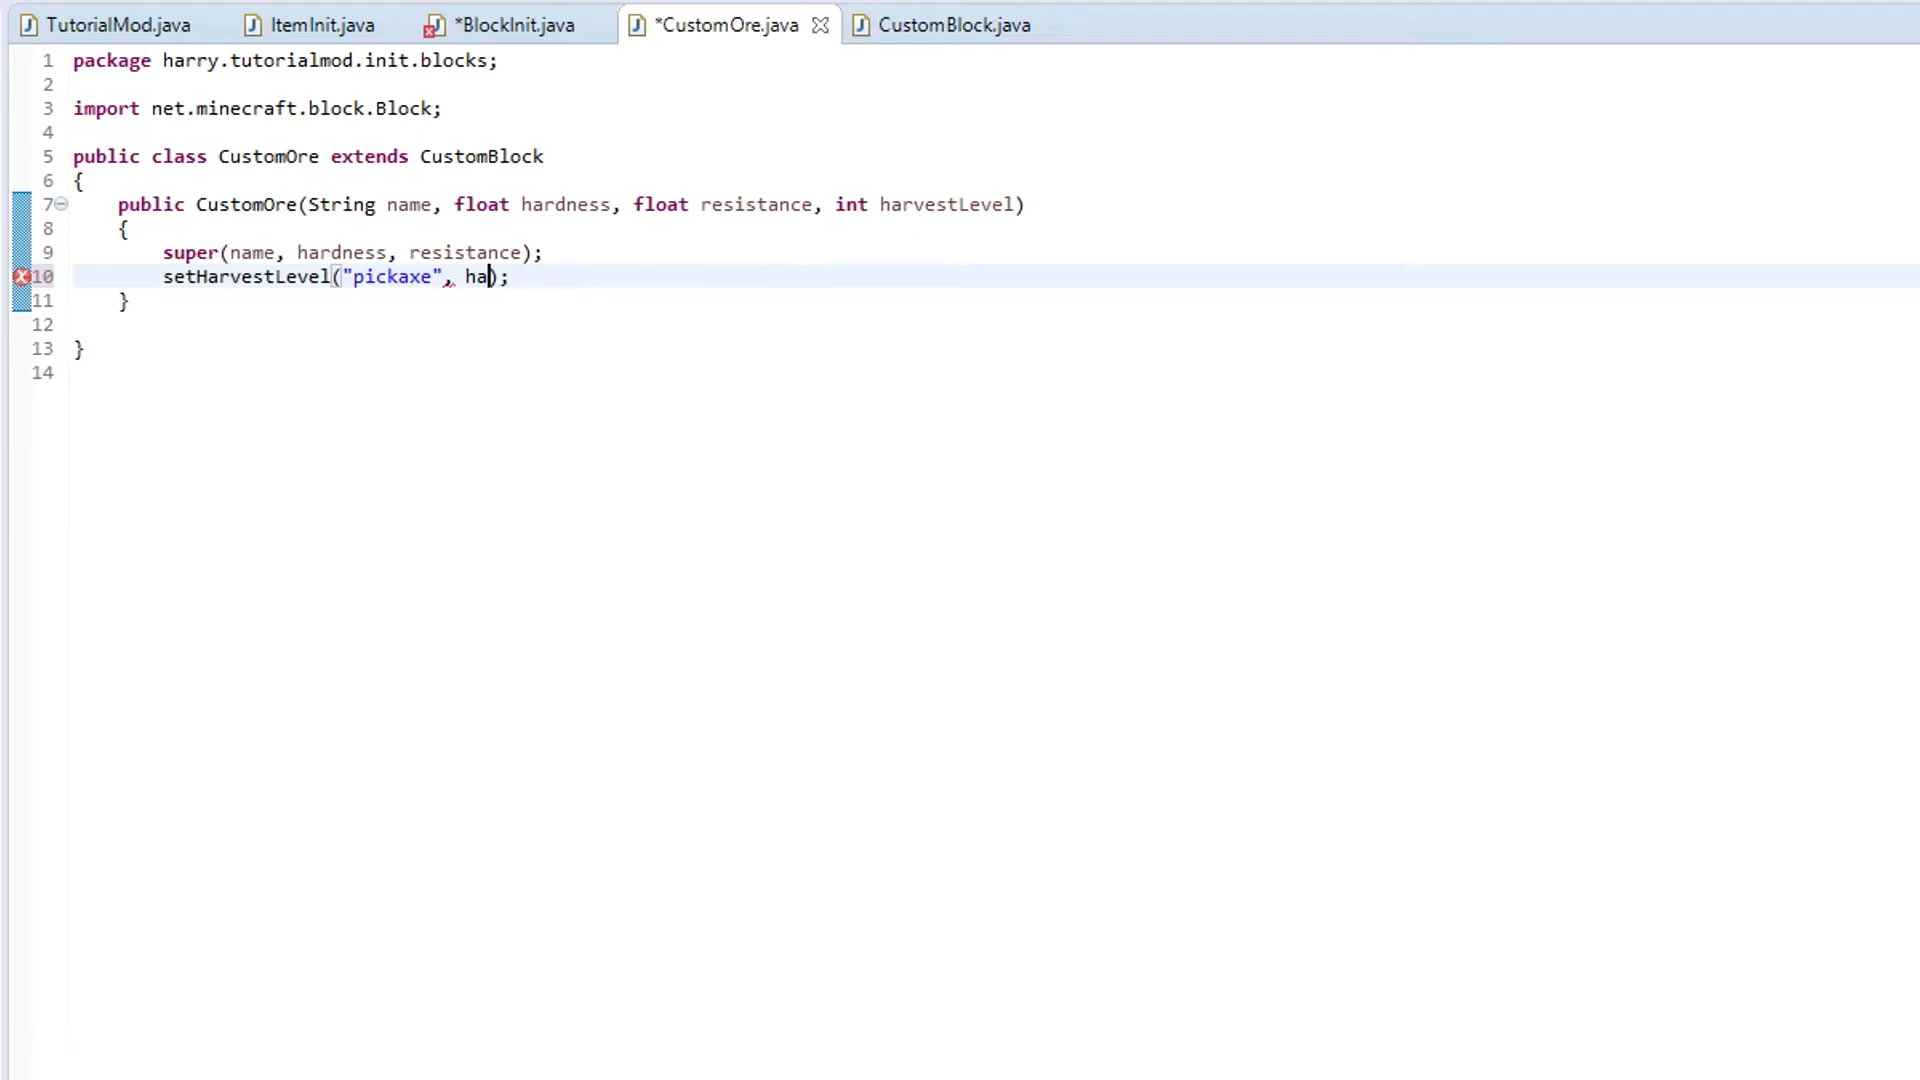 TutorialMod.java ItemInit.java *BlockInit.java *CustomOre.java CustomBlock.java
1 package harry.tutorialmod.init.blocks;
2
3 import net.minecraft.block.Block;
4
5 public class CustomOre extends CustomBlock
6 {
7 public CustomOre(String name, float hardness, float resistance, int harvestLevel)
8 {
9 super(name, hardness, resistance);
10 setHarvestLevel("pickaxe", ha);
11 }
12
13 }
14